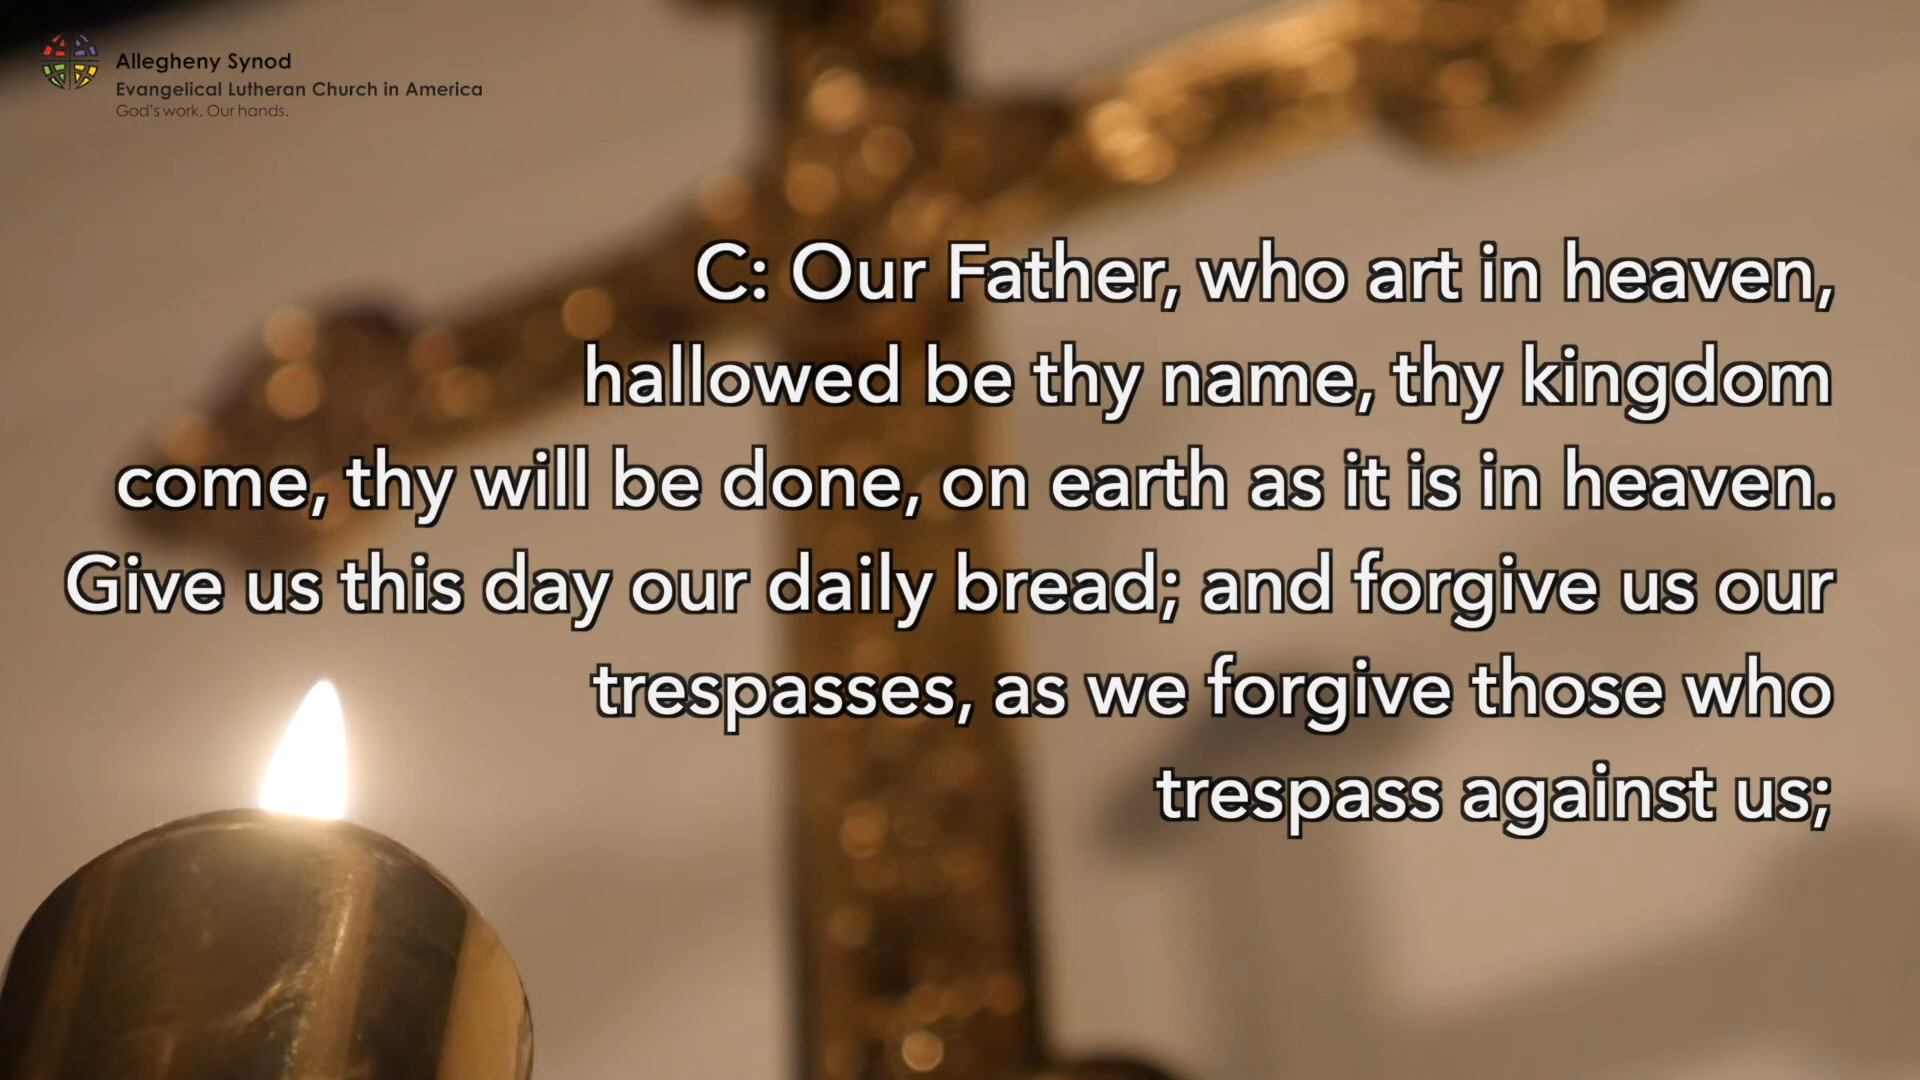 Allegheny Synod
Evangelical Lutheran Church in America
God's work. Our hands.
C: Our Father, who art in heaven,
hallowed be thy name, thy kingdom
come, thy will be done, on earth as it is in heaven.
Give us this day our daily bread; and forgive us our
trespasses, as we forgive those who
trespass against us;